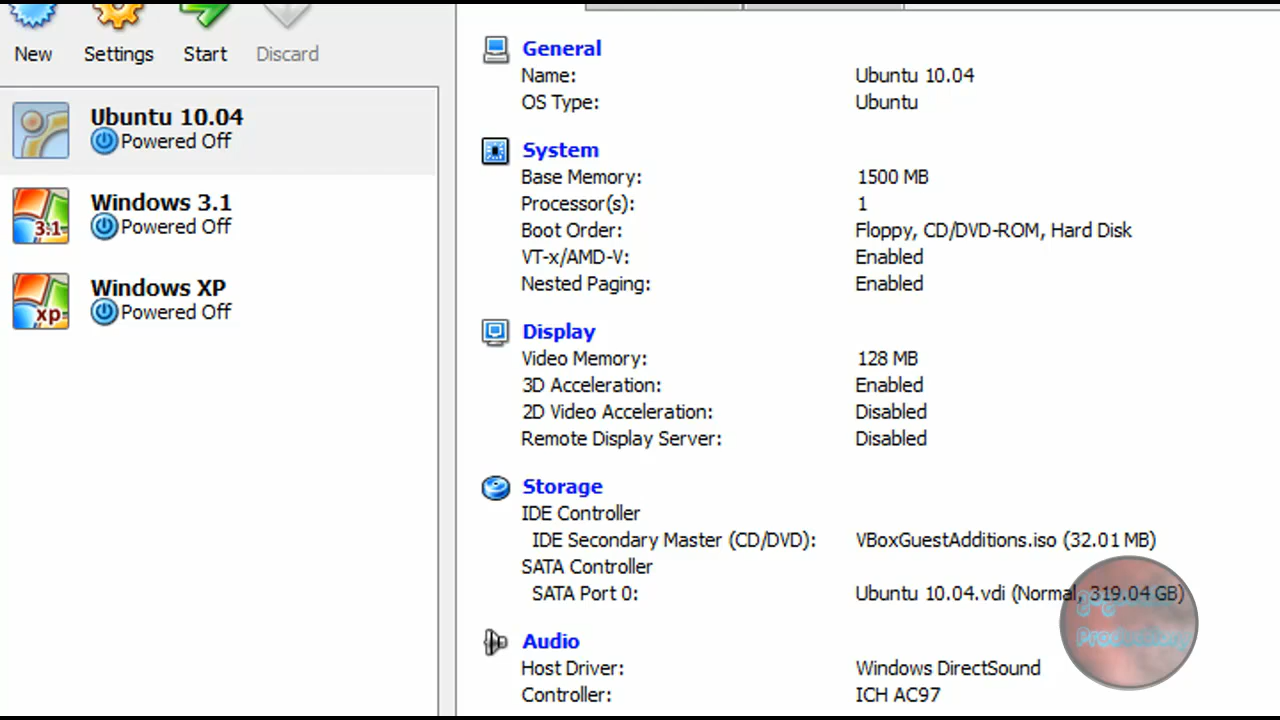 New Settings Start Discard
Ubuntu 10.04
Powered Off
Windows 3.1
Powered Off
Windows XP
Powered Off
General
Name: Ubuntu 10.04
OS Type: Ubuntu
System
Base Memory: 1500 MB
Processor(s): 1
Boot Order: Floppy, CD/DVD-ROM, Hard Disk
VT-x/AMD-V: Enabled
Nested Paging: Enabled
Display
Video Memory: 128 MB
3D Acceleration: Enabled
2D Video Acceleration: Disabled
Remote Display Server: Disabled
Storage
IDE Controller
IDE Secondary Master (CD/DVD): VBoxGuestAdditions.iso (32.01 MB)
SATA Controller
SATA Port 0: Ubuntu 10.04.vdi (Normal, 319.04 GB)
Audio
Host Driver: Windows DirectSound
Controller: ICH AC97
3.1
xp